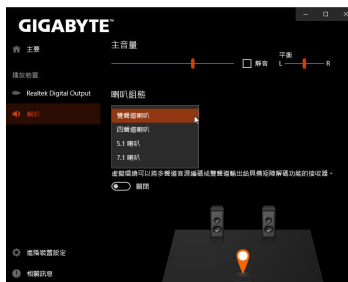 GIGABYTE™
主要
播放裝置
Realtek Digital Output
喇叭
進階裝置設定
相關訊息
主音量
靜音
平衡
L
R
喇叭組態
雙聲道喇叭
四聲道喇叭
5.1 喇叭
7.1 喇叭
虛擬環繞可以將多聲道音源編碼成雙聲道輸出給具備矩陣解碼功能的接收器。
關閉